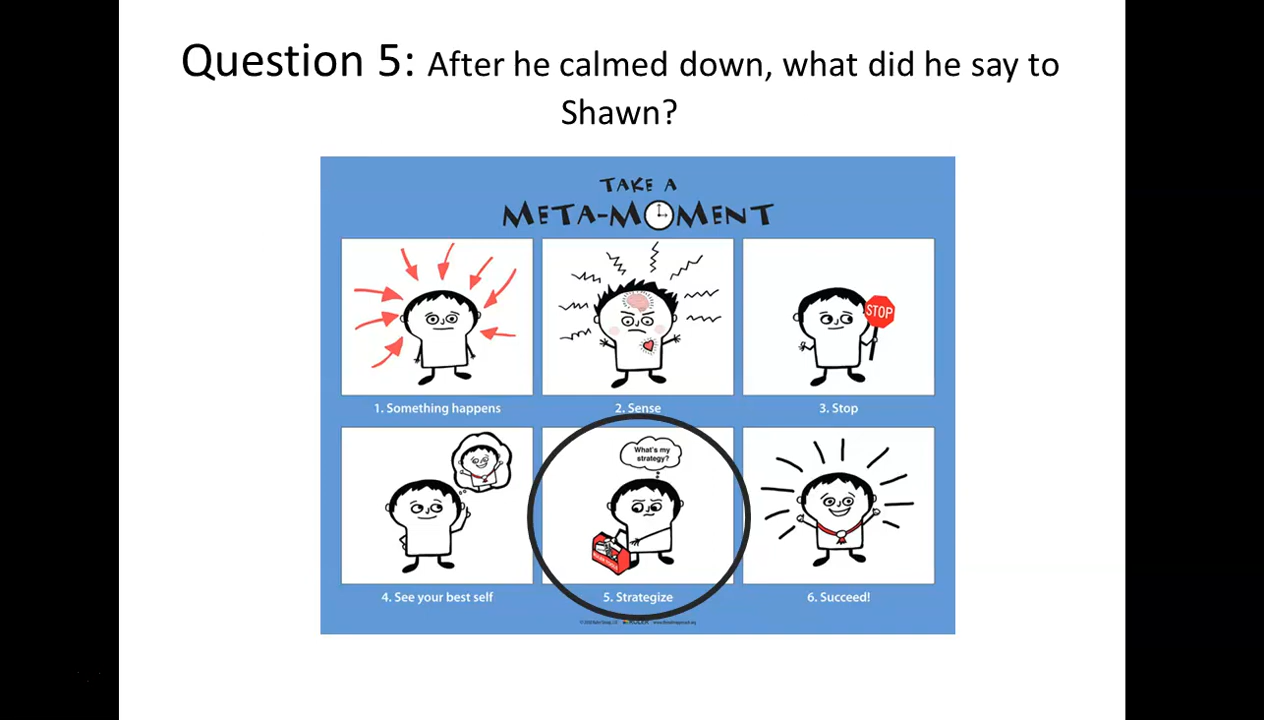 Question 5: After he calmed down, what did he say to
Shawn?
TAKE A
META-MOMENT
STOP
1. Something happens
2. Sense
3. Stop
What's my
strategy?
4. See your best self
5. Strategize
6. Succeed!